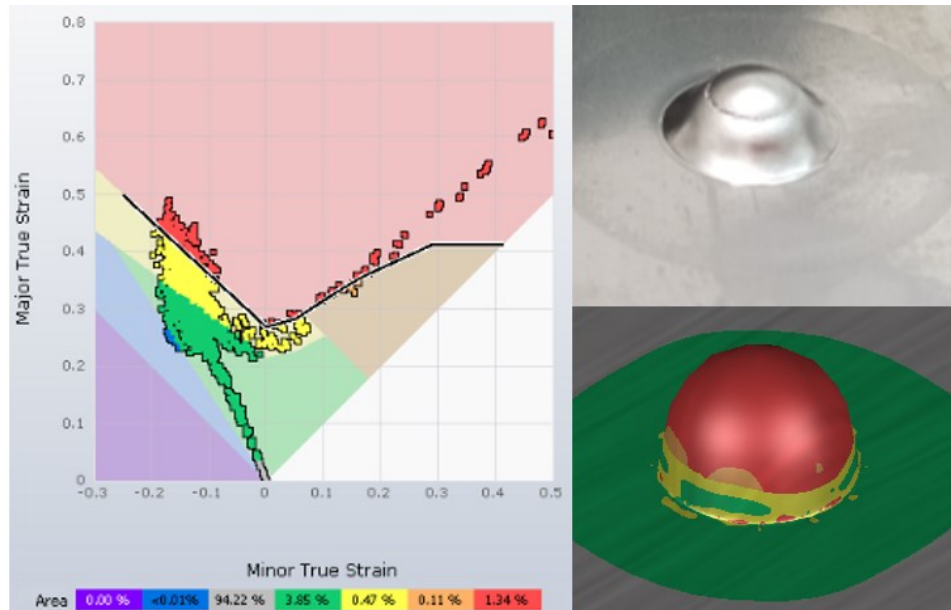 0.8
0.7
0.6
0.5
0.4
0.3
0.2
0.1
0
Major True Strain
-0.3 -0.2 -0.1 0 0.1 0.2 0.3 0.4 0.5
Minor True Strain
Area 0.00 % <0.01% 94.22 % 3.85 % 0.47 % 0.11 % 1.34 %